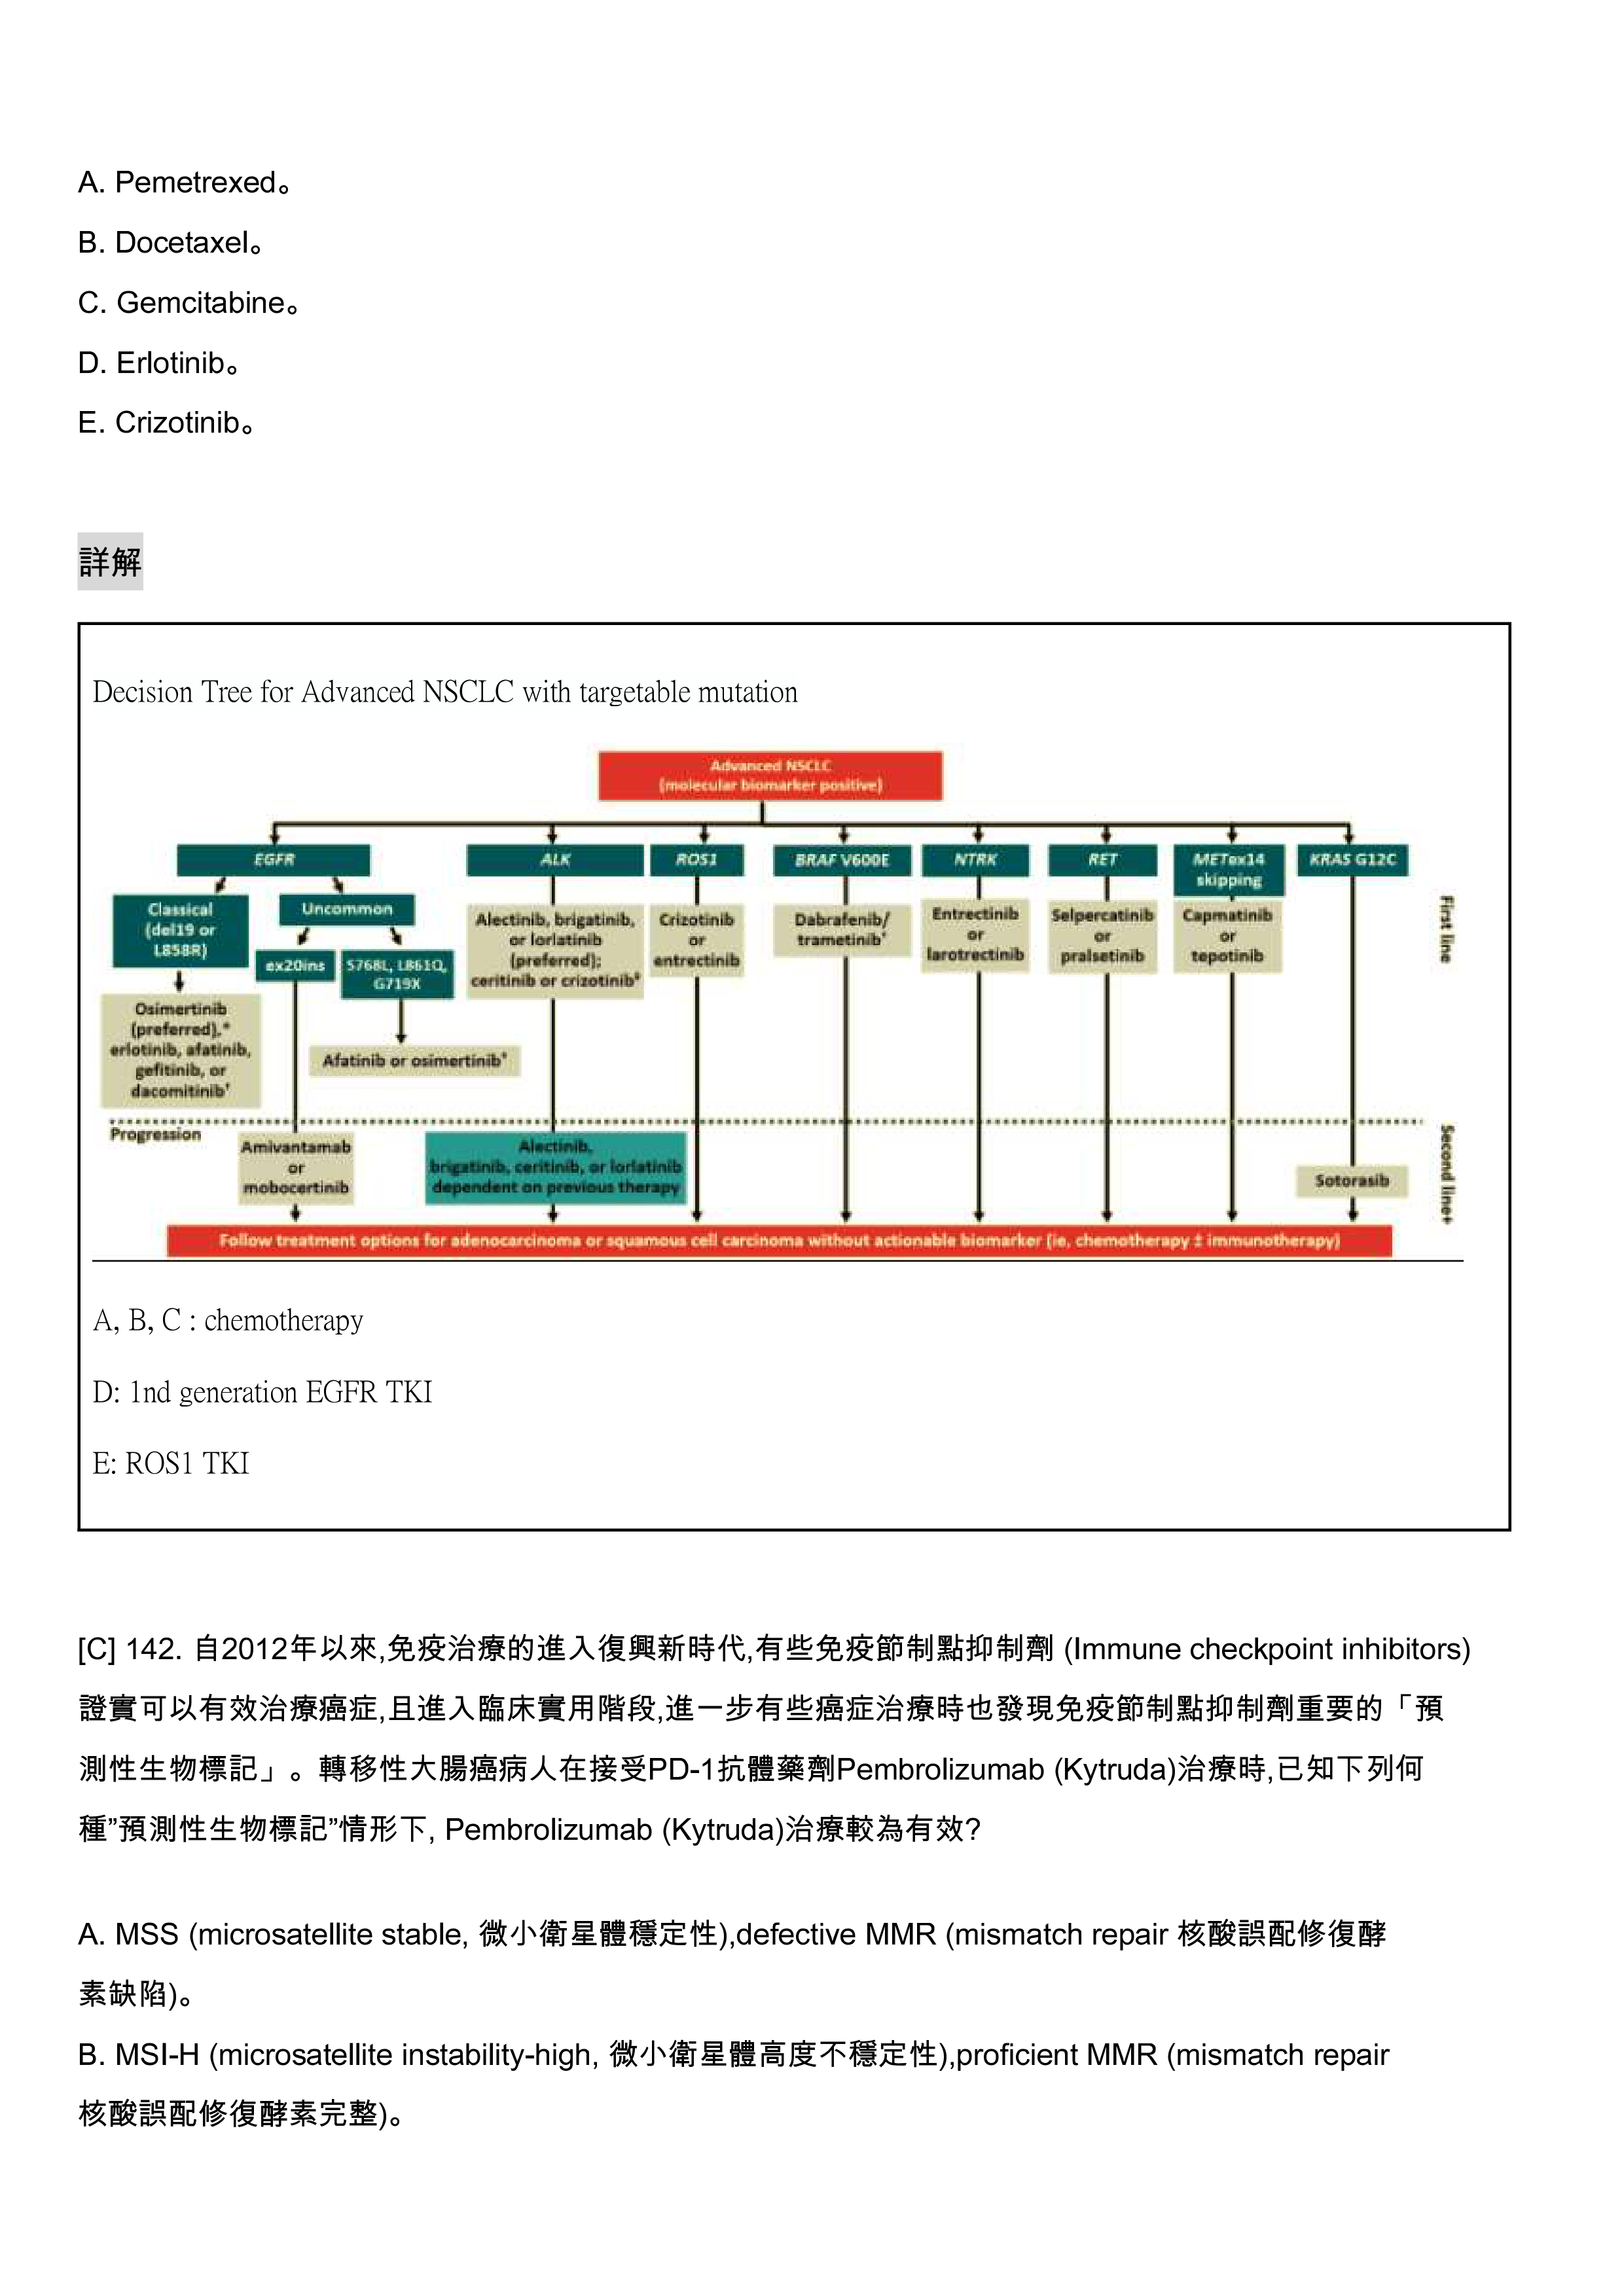 A. Pemetrexed。
B. Docetaxel。
C. Gemcitabine。
D. Erlotinib。
E. Crizotinib。
詳解
Decision Tree for Advanced NSCLC with targetable mutation
Advanced NSCLC
(molecular biomarker positive)
EGFR
ALK
ROS1
BRAF V600E
NTRK
RET
METex14
skipping
KRAS G12C
Classical
(del19 or
L858R)
Uncommon
ex20ins
S768L, L861Q,
G719X
Osimertinib
(preferred),*
erlotinib, afatinib,
gefitinib, or
dacomitinib†
Afatinib or osimertinib*
Alectinib, brigatinib,
or lorlatinib
(preferred);
ceritinib or crizotinib*
Crizotinib
or
entrectinib
Dabrafenib/
trametinib*
Entrectinib
or
larotrectinib
Selpercatinib
or
pralsetinib
Capmatinib
or
tepotinib
First line
Progression
Amivantamab
or
mobocertinib
Alectinib,
brigatinib, ceritinib, or lorlatinib
dependent on previous therapy
Sotorasib
Second line+
Follow treatment options for adenocarcinoma or squamous cell carcinoma without actionable biomarker (ie, chemotherapy ± immunotherapy)
A, B, C : chemotherapy
D: 1nd generation EGFR TKI
E: ROS1 TKI
[C] 142. 自2012年以來,免疫治療的進入復興新時代,有些免疫節制點抑制劑 (Immune checkpoint inhibitors)
證實可以有效治療癌症,且進入臨床實用階段,進一步有些癌症治療時也發現免疫節制點抑制劑重要的「預
測性生物標記」。轉移性大腸癌病人在接受PD-1抗體藥劑Pembrolizumab (Kytruda)治療時,已知下列何
種”預測性生物標記”情形下, Pembrolizumab (Kytruda)治療較為有效?
A. MSS (microsatellite stable, 微小衛星體穩定性),defective MMR (mismatch repair 核酸誤配修復酵
素缺陷)。
B. MSI-H (microsatellite instability-high, 微小衛星體高度不穩定性),proficient MMR (mismatch repair
核酸誤配修復酵素完整)。